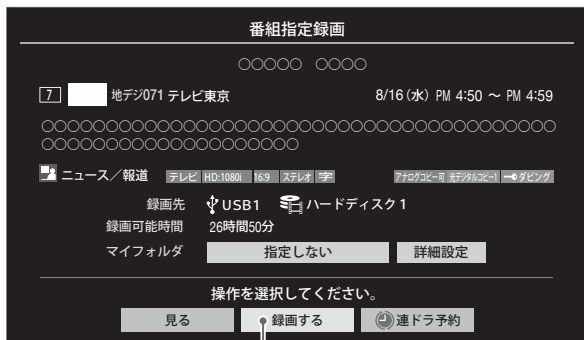 番組指定録画
○○○○○ ○○○○
7 地デジ071 テレビ東京 8/16(水) PM 4:50 ～ PM 4:59
○○○○○○○○○○○○○○○○○○○○○○○○○○○○○○○○○○○○○○○○
○○○○○○○○○○○○○○○○○○○○
ニュース／報道 テレビ HD:1080i 16:9 ステレオ 字 アナログコピー可 光デジタルコピー1 ダビング
録画先 USB1 ハードディスク1
録画可能時間 26時間50分
マイフォルダ 指定しない 詳細設定
操作を選択してください。
見る 録画する 連ドラ予約